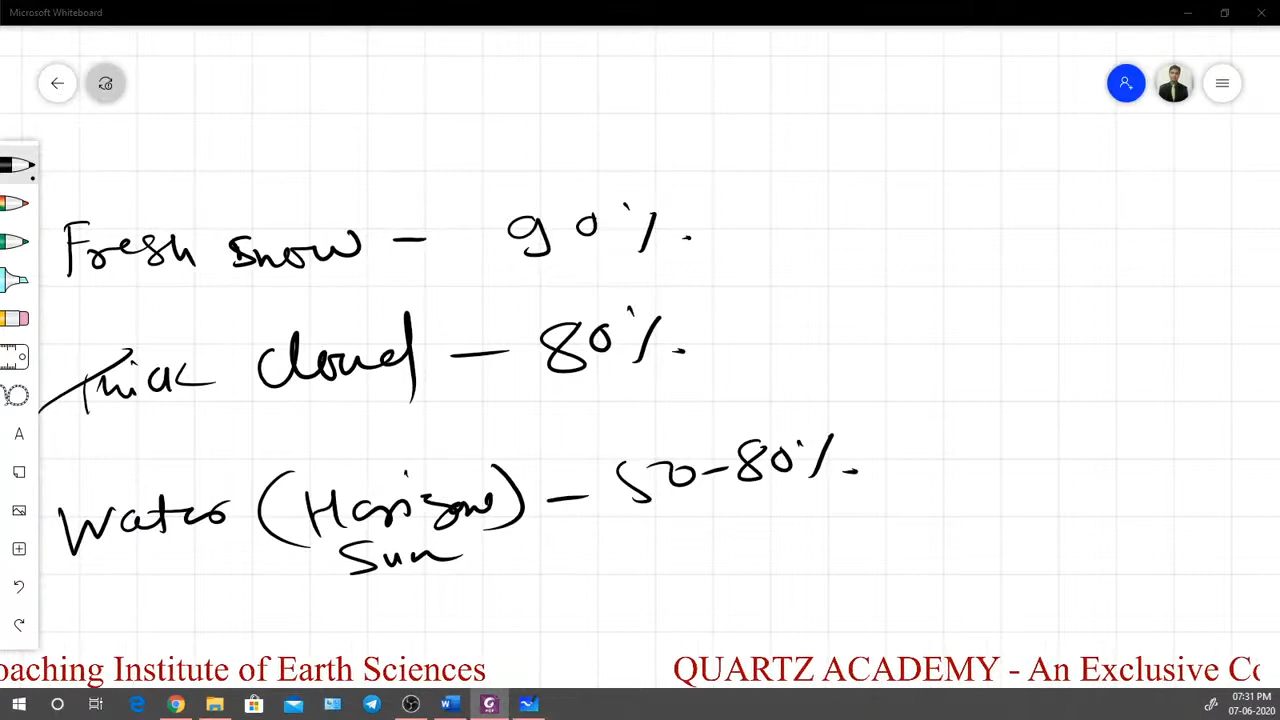 Microsoft Whiteboard
Fresh snow - 90%.
Thick cloud - 80%.
Water (Horizon) - 50-80%.
Sun
A
oaching Institute of Earth Sciences QUARTZ ACADEMY - An Exclusive Co
07:31 PM
07-06-2020